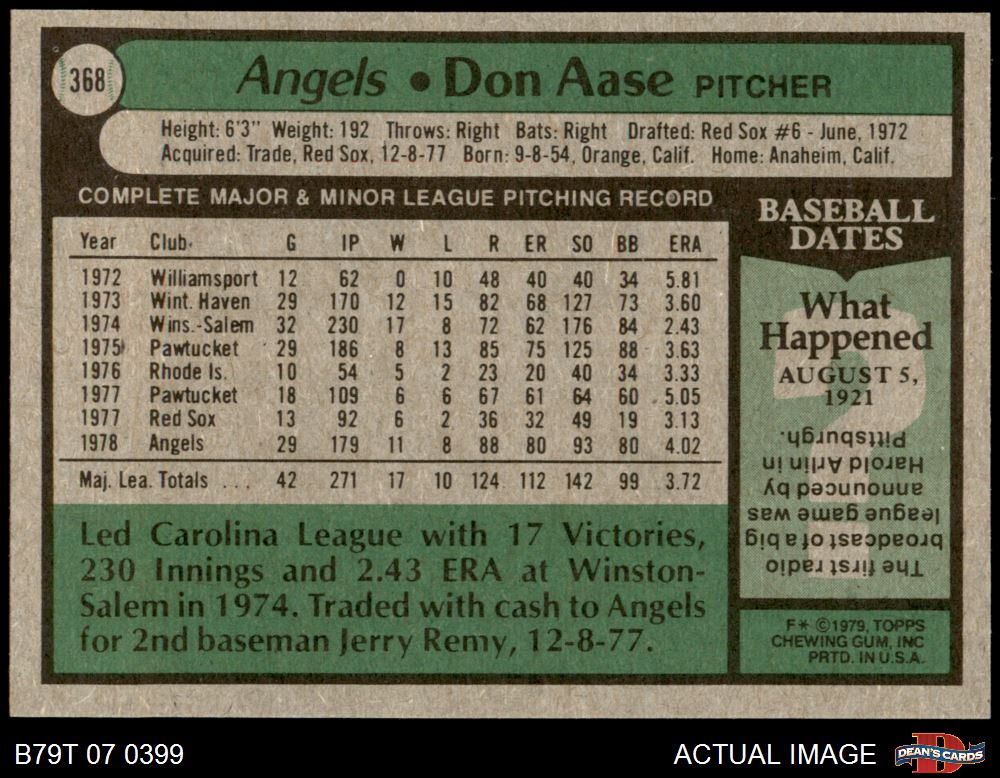 368
Angels • Don Aase PITCHER
Height: 6'3" Weight: 192 Throws: Right Bats: Right Drafted: Red Sox #6 - June, 1972
Acquired: Trade, Red Sox, 12-8-77 Born: 9-8-54, Orange, Calif. Home: Anaheim, Calif.
COMPLETE MAJOR & MINOR LEAGUE PITCHING RECORD
Year Club G IP W L R ER SO BB ERA
1972 Williamsport 12 62 0 10 48 40 40 34 5.81
1973 Wint. Haven 29 170 12 15 82 68 127 73 3.60
1974 Wins.-Salem 32 230 17 8 72 62 176 84 2.43
1975 Pawtucket 29 186 8 13 85 75 125 88 3.63
1976 Rhode Is. 10 54 5 2 23 20 40 34 3.33
1977 Pawtucket 18 109 6 6 67 61 64 60 5.05
1977 Red Sox 13 92 6 2 36 32 49 19 3.13
1978 Angels 29 179 11 8 88 80 93 80 4.02
Maj. Lea. Totals ... 42 271 17 10 124 112 142 99 3.72
Led Carolina League with 17 Victories,
230 Innings and 2.43 ERA at Winston-
Salem in 1974. Traded with cash to Angels
for 2nd baseman Jerry Remy, 12-8-77.
BASEBALL
DATES
What
Happened
AUGUST 5,
1921
The first radio
broadcast of a big
league game was
announced by
Harold Arlin in
Pittsburgh.
F* ©1979, TOPPS
CHEWING GUM, INC
PRTD. IN U.S.A.
B79T 07 0399
ACTUAL IMAGE
DEAN'S CARDS